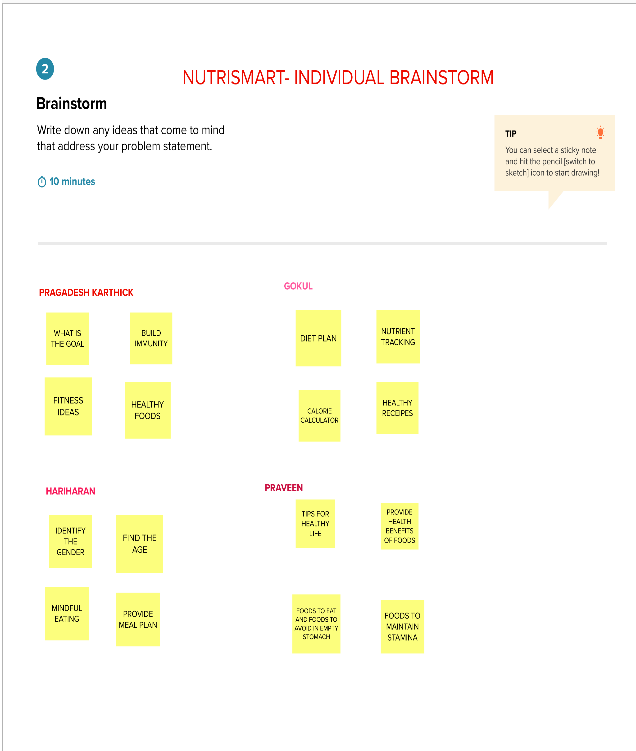 2
NUTRISMART- INDIVIDUAL BRAINSTORM
Brainstorm
Write down any ideas that come to mind
that address your problem statement.
10 minutes
TIP
You can select a sticky note
and hit the pencil [switch to
sketch] icon to start drawing!
PRAGADESH KARTHICK
WHAT IS
THE GOAL
BUILD
IMMUNITY
FITNESS
IDEAS
HEALTHY
FOODS
GOKUL
DIET PLAN
NUTRIENT
TRACKING
CALORIE
CALCULATOR
HEALTHY
RECEIPES
HARIHARAN
IDENTIFY
THE
GENDER
FIND THE
AGE
MINDFUL
EATING
PROVIDE
MEAL PLAN
PRAVEEN
TIPS FOR
HEALTHY
LIFE
PROVIDE
HEALTH
BENEFITS
OF FOODS
FOODS TO EAT
AND FOODS TO
AVOID IN EMPTY
STOMACH
FOODS TO
MAINTAIN
STAMINA